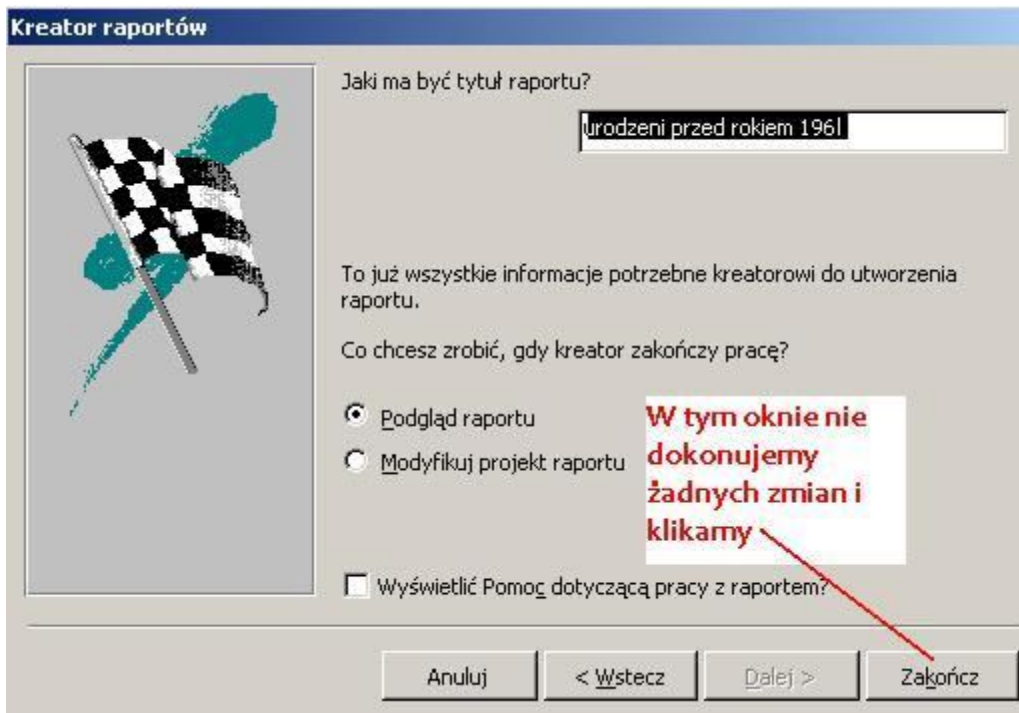 Kreator raportów
Jaki ma być tytuł raportu?
urodzeni przed rokiem 1961
To już wszystkie informacje potrzebne kreatorowi do utworzenia
raportu.
Co chcesz zrobić, gdy kreator zakończy pracę?
Podgląd raportu
Modyfikuj projekt raportu
W tym oknie nie
dokonujemy
żadnych zmian i
klikamy
Wyświetlić Pomoc dotyczącą pracy z raportem?
Anuluj
< Wstecz
Dalej >
Zakończ